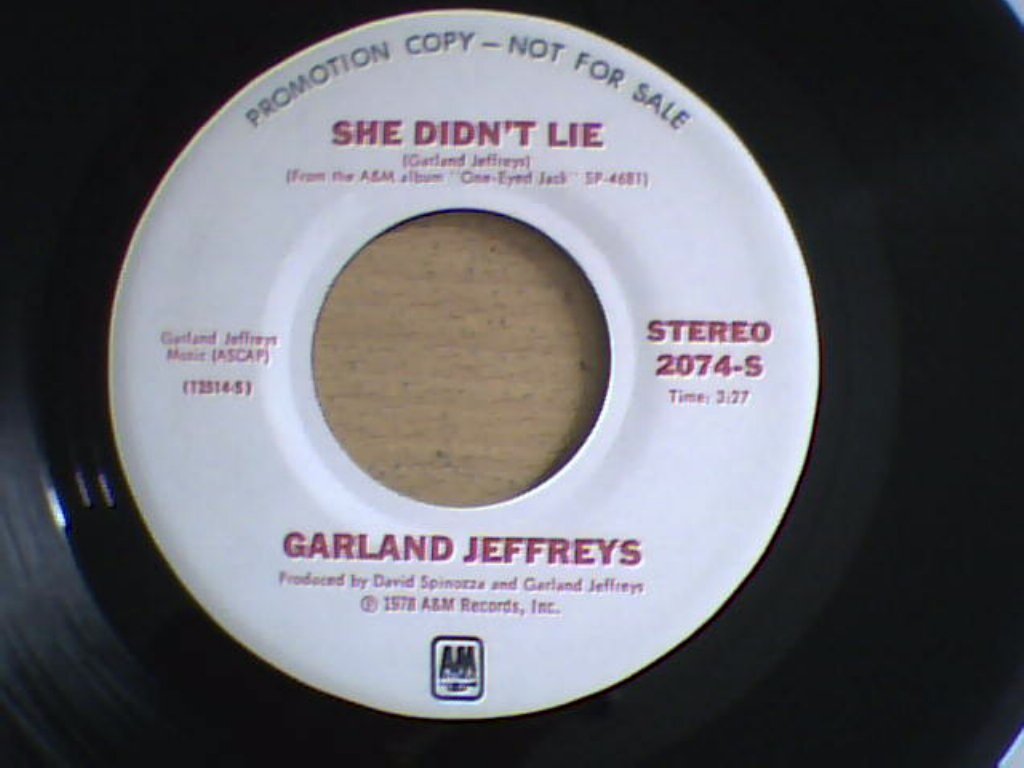 PROMOTION COPY – NOT FOR SALE
SHE DIDN'T LIE
(Garland Jeffreys)
(From the A&M album "One-Eyed Jack" SP-4681)
Garland Jeffreys
Music (ASCAP)
(12514-S)
STEREO
2074-S
Time: 3:27
GARLAND JEFFREYS
Produced by David Spinozza and Garland Jeffreys
℗ 1978 A&M Records, Inc.
A&M